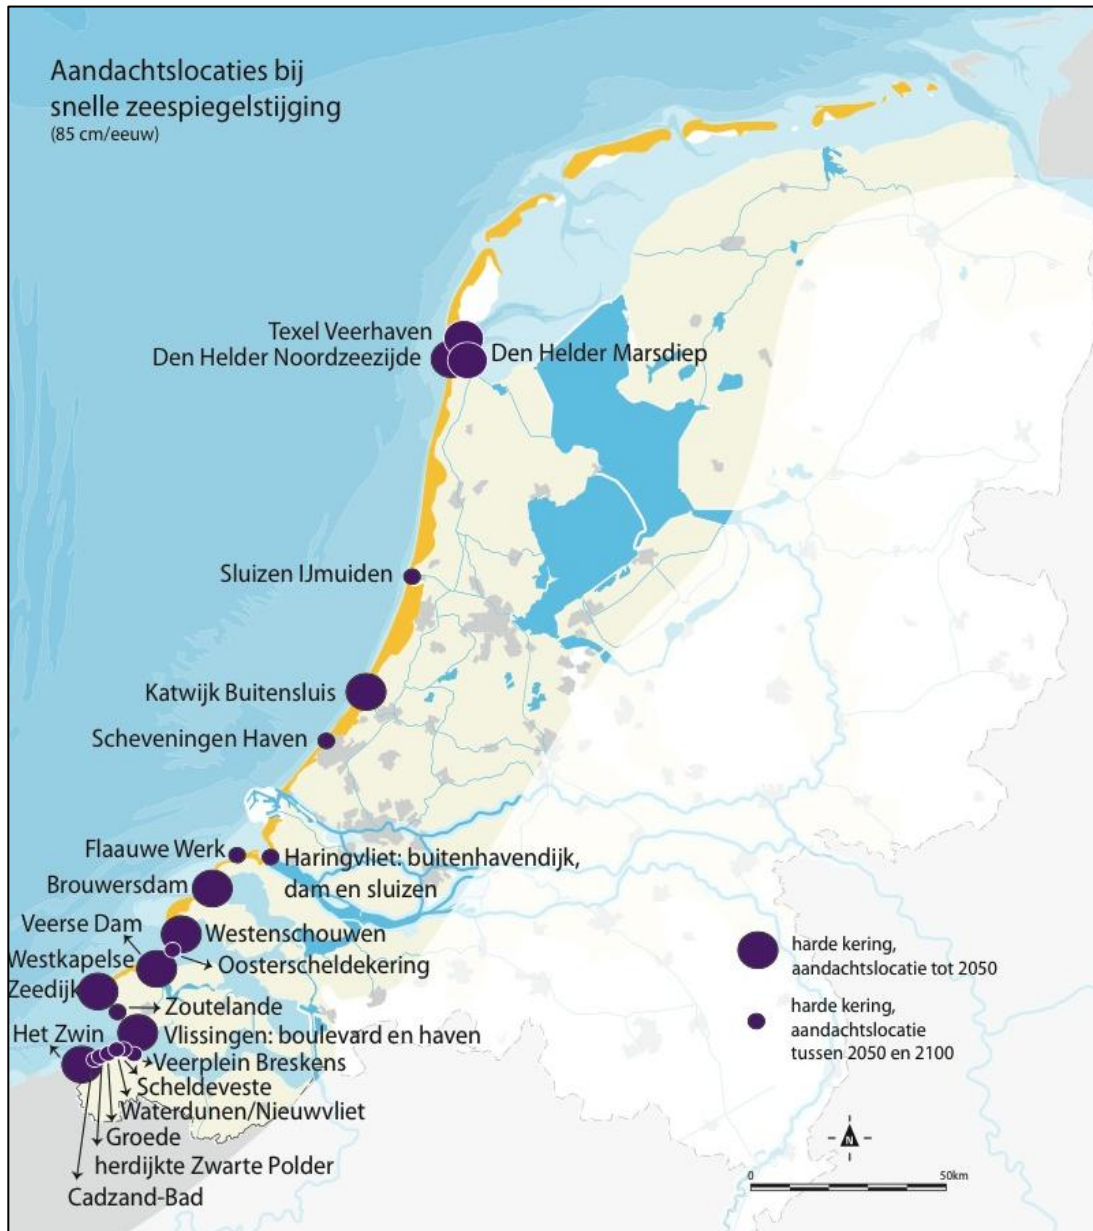 Aandachtslocaties bij
snelle zeespiegelstijging
(85 cm/eeuw)
Texel Veerhaven
Den Helder Noordzeezijde
Den Helder Marsdiep
Sluizen IJmuiden
Katwijk Buitensluis
Scheveningen Haven
Flaauwe Werk
Haringvliet: buitenhavendijk,
dam en sluizen
Brouwersdam
Veerse Dam
Westenschouwen
Westkapelse
Zeedijk
Oosterscheldekering
Zoutelande
Het Zwin
Vlissingen: boulevard en haven
Veerplein Breskens
Scheldeveste
Waterdunen/Nieuwvliet
Groede
herdijkte Zwarte Polder
Cadzand-Bad
harde kering,
aandachtslocatie tot 2050
harde kering,
aandachtslocatie
tussen 2050 en 2100
N
0
50km